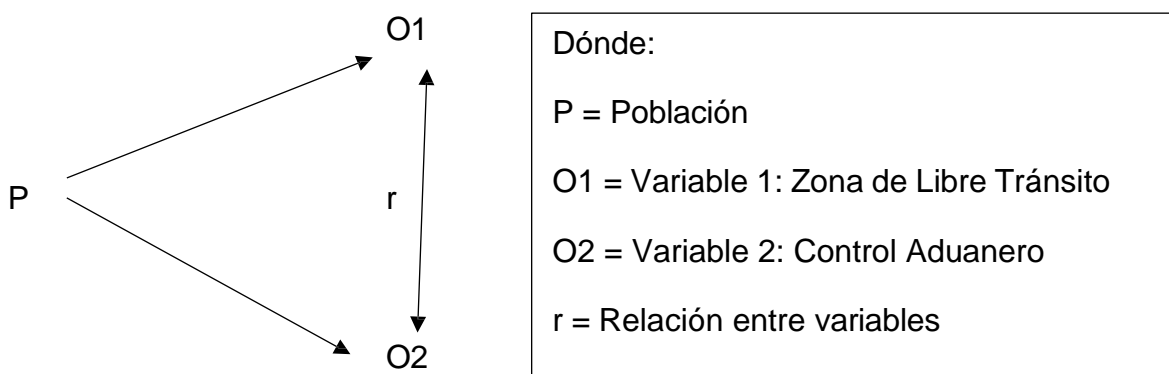 O1
P
r
O2
Dónde:
P = Población
O1 = Variable 1: Zona de Libre Tránsito
O2 = Variable 2: Control Aduanero
r = Relación entre variables